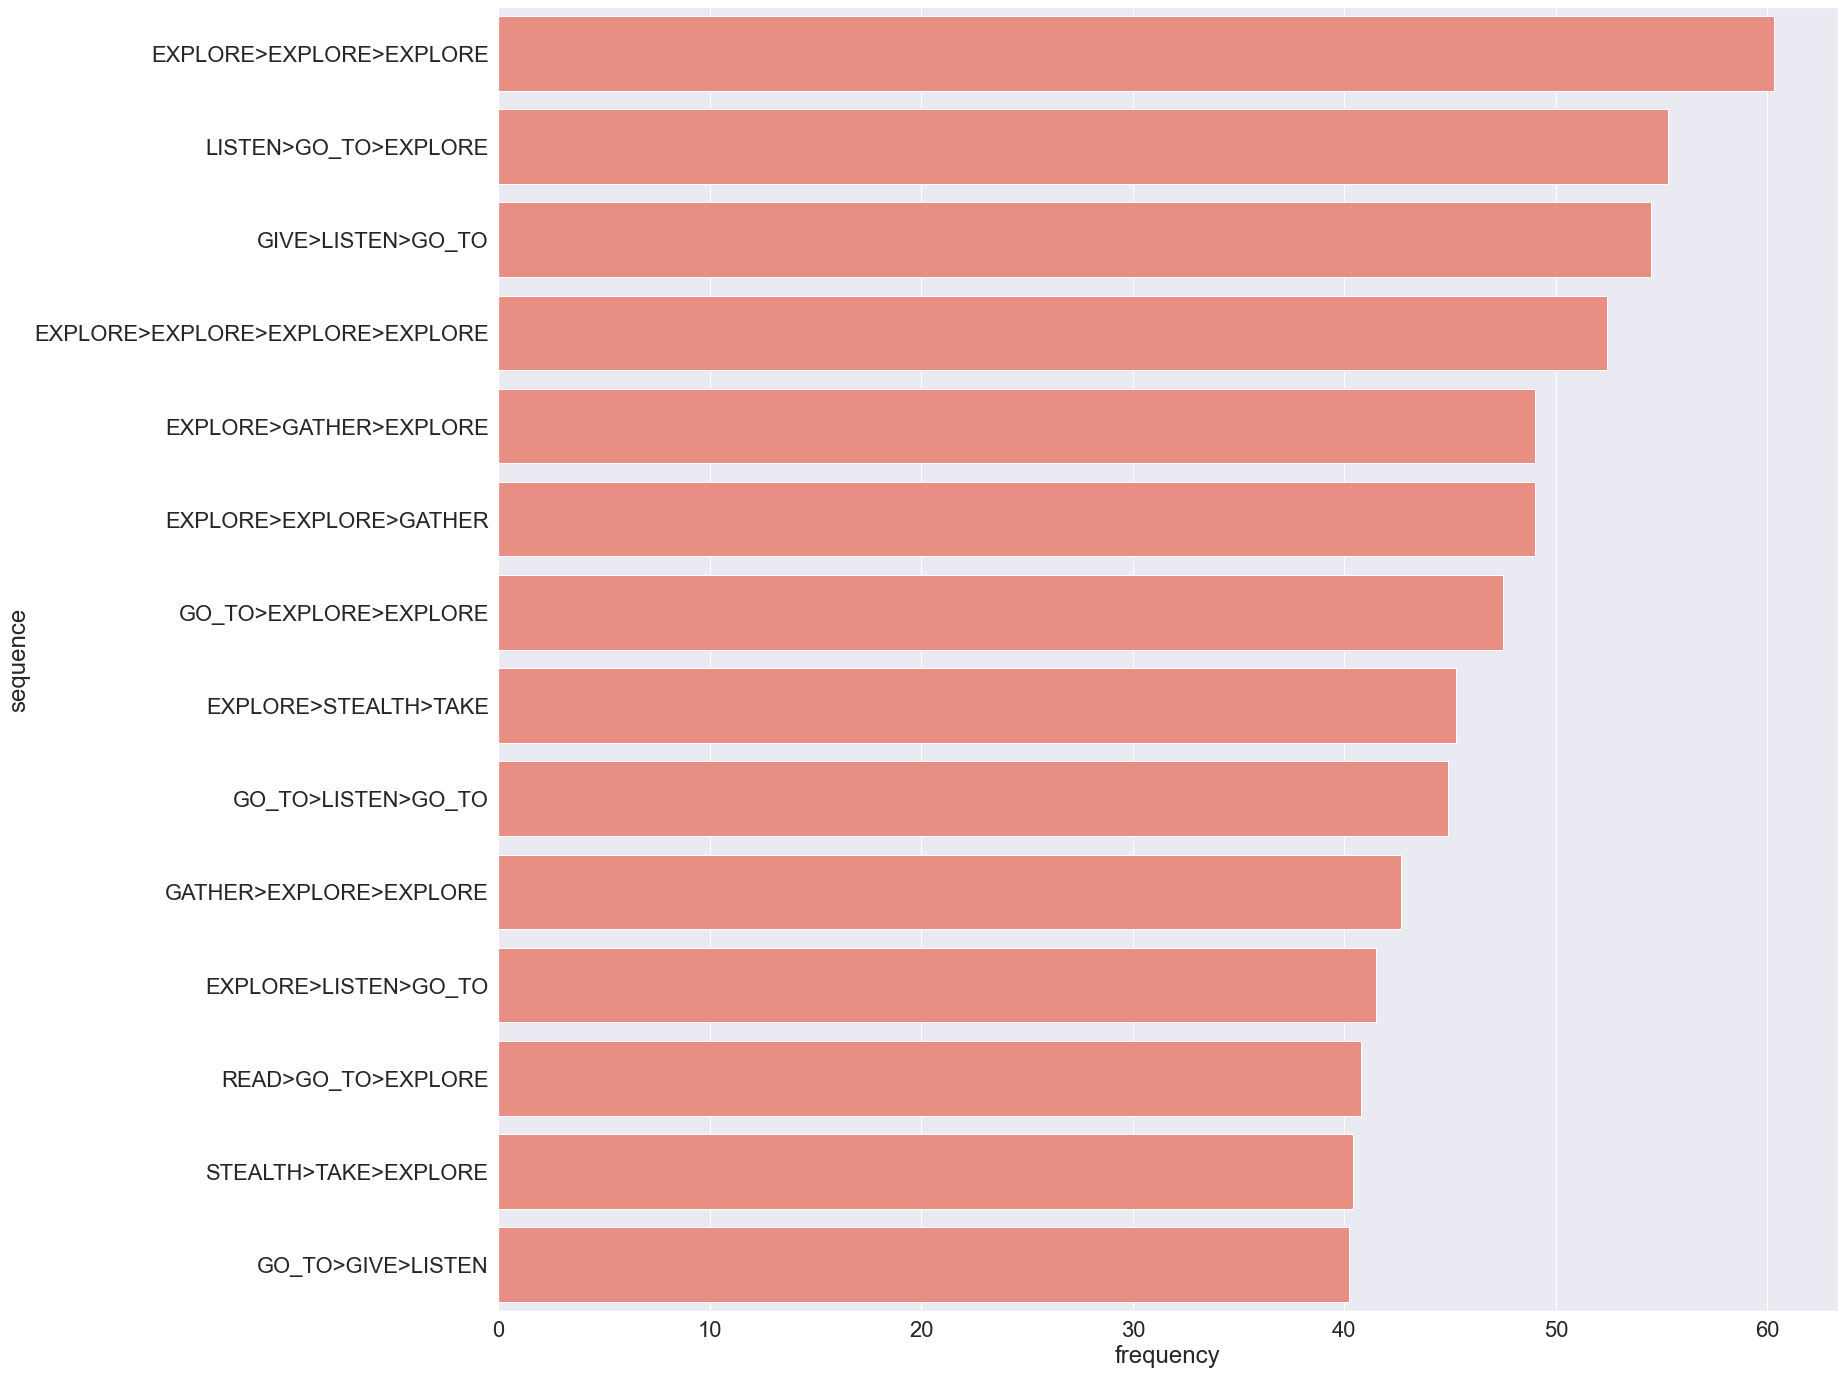 EXPLORE>EXPLORE>EXPLORE
LISTEN>GO_TO>EXPLORE
GIVE>LISTEN>GO_TO
EXPLORE>EXPLORE>EXPLORE>EXPLORE
EXPLORE>GATHER>EXPLORE
EXPLORE>EXPLORE>GATHER
GO_TO>EXPLORE>EXPLORE
EXPLORE>STEALTH>TAKE
GO_TO>LISTEN>GO_TO
GATHER>EXPLORE>EXPLORE
EXPLORE>LISTEN>GO_TO
READ>GO_TO>EXPLORE
STEALTH>TAKE>EXPLORE
GO_TO>GIVE>LISTEN
sequence
0 10 20 30 40 50 60
frequency